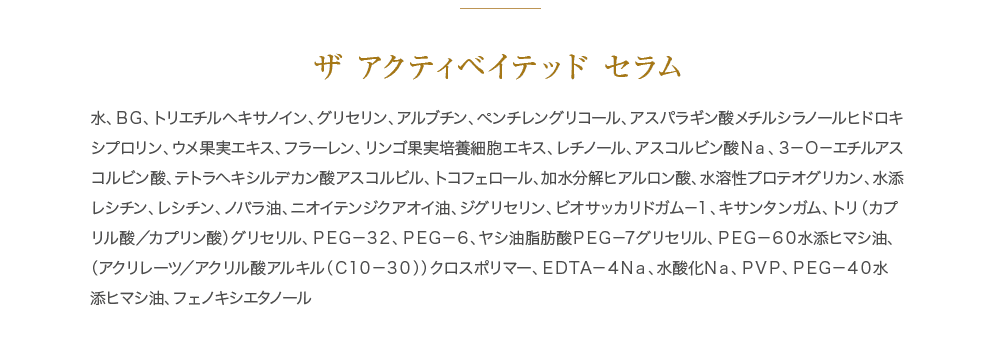 ザ アクティベイテッド セラム
水、BG、トリエチルヘキサノイン、グリセリン、アルブチン、ペンチレングリコール、アスパラギン酸メチルシラノールヒドロキ
シプロリン、ウメ果実エキス、フラーレン、リンゴ果実培養細胞エキス、レチノール、アスコルビン酸Ｎａ、３－Ｏ－エチルアス
コルビン酸、テトラヘキシルデカン酸アスコルビル、トコフェロール、加水分解ヒアルロン酸、水溶性プロテオグリカン、水添
レシチン、レシチン、ノバラ油、ニオイテンジクアオイ油、ジグリセリン、ビオサッカリドガム－1、キサンタンガム、トリ（カプ
リル酸／カプリン酸）グリセリル、ＰＥＧ－３２、ＰＥＧ－６、ヤシ油脂肪酸PEG－7グリセリル、ＰＥＧ－６０水添ヒマシ油、
（アクリレーツ／アクリル酸アルキル（Ｃ１０－３０））クロスポリマー、ＥＤＴＡ－４Ｎａ、水酸化Ｎａ、ＰＶＰ、ＰＥＧ－４０水
添ヒマシ油、フェノキシエタノール